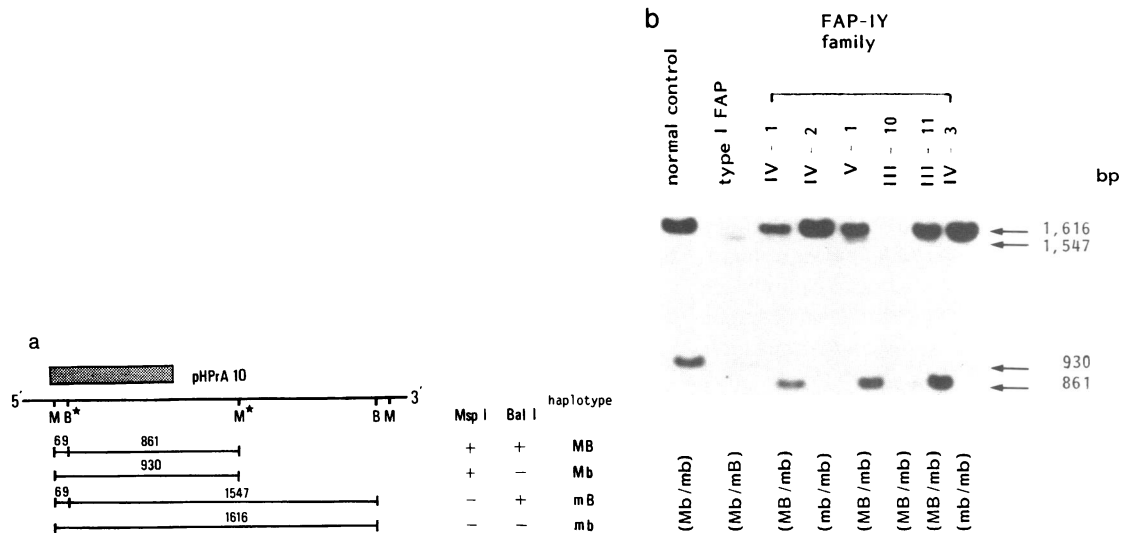 a
pHPrA 10
5´ 3´
M B* M* B M
haplotype
Msp I Bal I
69 861
+ + MB
930
+ − Mb
69 1547
− + mB
1616
− − mb
b
FAP-IY
family
normal control
type I FAP
IV - 1
IV - 2
V - 1
III - 10
III - 11
IV - 3
bp
1,616
1,547
930
861
(Mb/mb)
(Mb/mB)
(MB/mb)
(mb/mb)
(MB/mb)
(MB/mb)
(MB/mb)
(mb/mb)